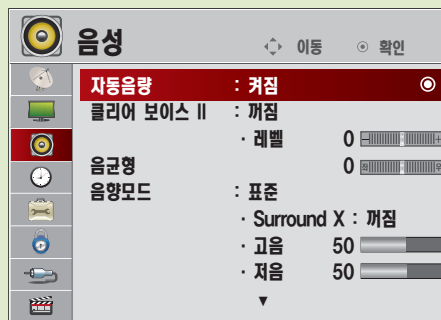 음성 이동 확인
자동음량 : 켜짐
클리어 보이스 II : 꺼짐
· 레벨 0 - +
음균형 0 좌 우
음향모드 : 표준
· Surround X : 꺼짐
· 고음 50
· 저음 50
▼